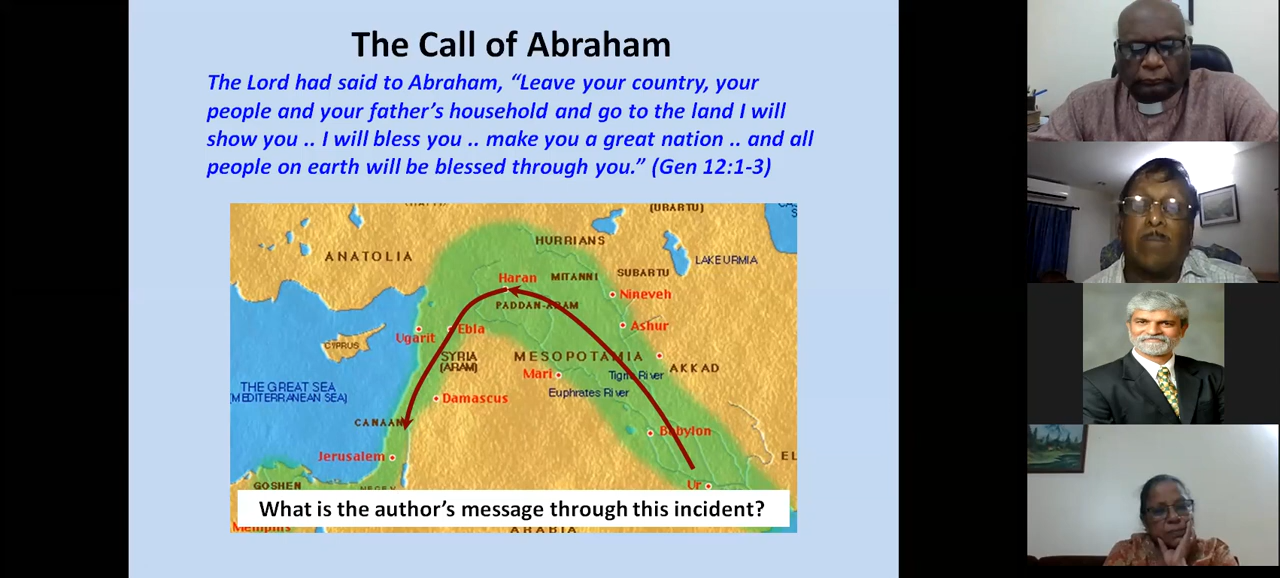 The Call of Abraham
The Lord had said to Abraham, “Leave your country, your
people and your father’s household and go to the land I will
show you .. I will bless you .. make you a great nation .. and all
people on earth will be blessed through you.” (Gen 12:1-3)
(URARTU)
HURRIANS
ANATOLIA
LAKE URMIA
SUBARTU
Haran
MITANNI
Nineveh
PADDAN-ARAM
Ugarit
Ebla
Ashur
CYPRUS
SYRIA
(ARAM)
MESOPOTAMIA
AKKAD
Mari
Tigris River
THE GREAT SEA
(MEDITERRANEAN SEA)
Euphrates River
Damascus
CANAAN
Babylon
Jerusalem
EL
GOSHEN
NEGEV
Ur
What is the author’s message through this incident?
Memphis
ARABIA